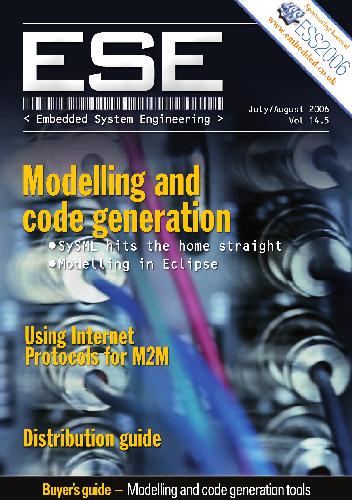 Sponsoring Journal
ESS2006
www.embedded.co.uk
ESE
< Embedded System Engineering >
July/August 2006
Vol 14.5
Modelling and
code generation
•SySML hits the home straight
•Modelling in Eclipse
Using Internet
Protocols for M2M
Distribution guide
Buyer's guide – Modelling and code generation tools